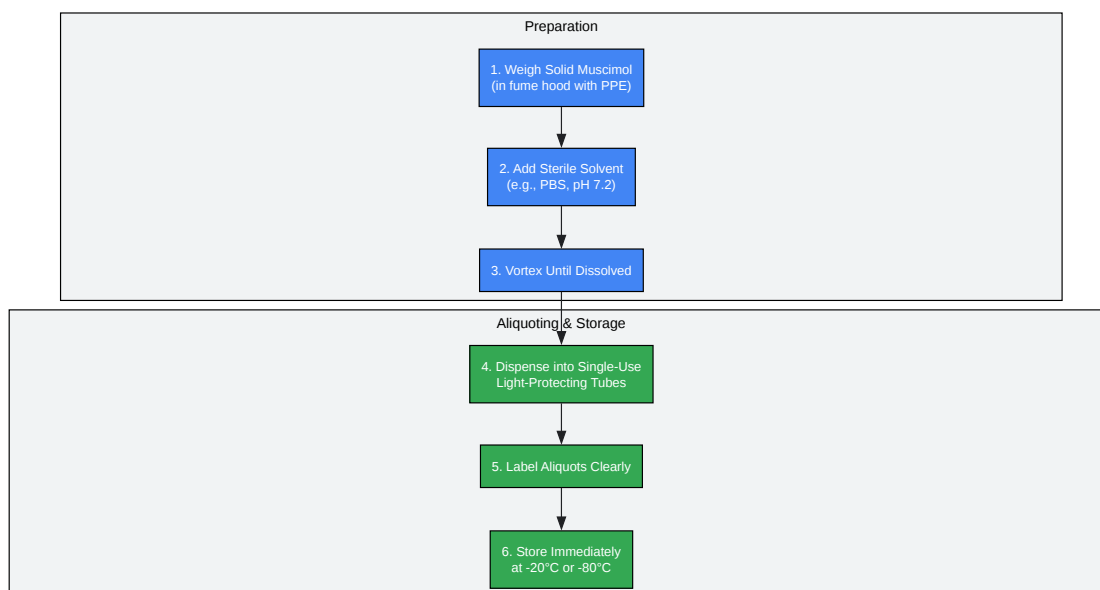 Preparation
1. Weigh Solid Muscimol
(in fume hood with PPE)
2. Add Sterile Solvent
(e.g., PBS, pH 7.2)
3. Vortex Until Dissolved
Aliquoting & Storage
4. Dispense into Single-Use
Light-Protecting Tubes
5. Label Aliquots Clearly
6. Store Immediately
at -20°C or -80°C